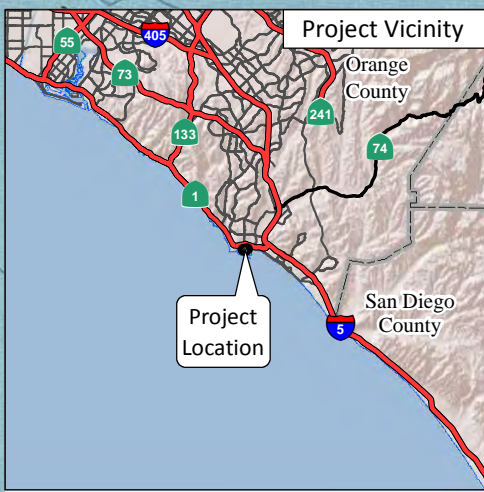 Project Vicinity
55
405
Orange
County
73
241
133
74
1
Project
Location
San Diego
County
5